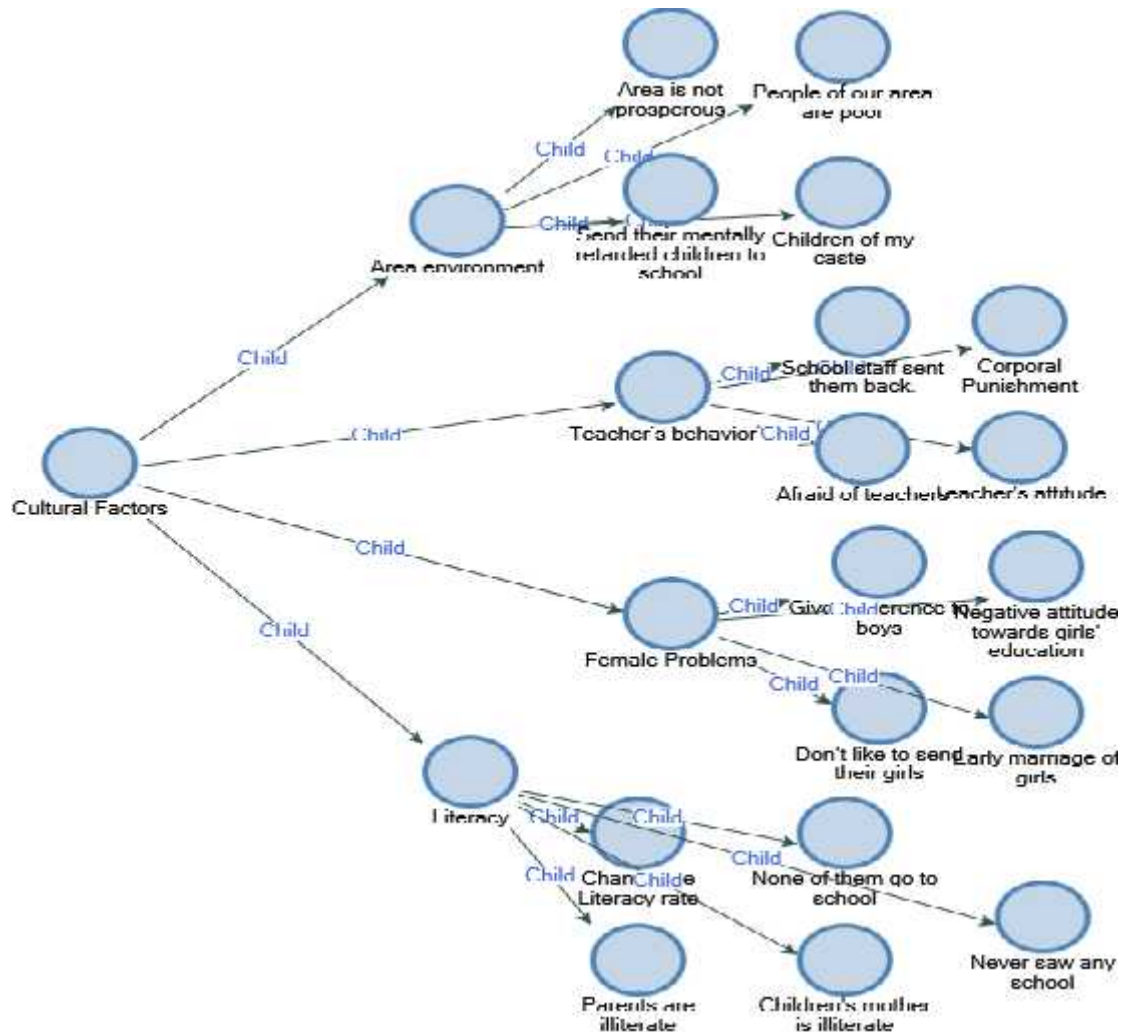 Area is not
prosperous
People of our area
are poor
Child
Child
Child
Area environment
Send their mentally
retarded children to
school
Children of my
caste
Child
School staff sent
them back.
Corporal
Punishment
Child
Teacher's behavior
Child
Child
Afraid of teachers
Teacher's attitude
Cultural Factors
Child
Child
Child
to
boys
Negative attitude
towards girls'
education
Female Problems
Child
Child
Child
Don't like to send
their girls
Early marriage of
girls
Literacy
Child
Child
Child
Child
Child
Literacy rate
None of them go to
school
Never saw any
school
Parents are
illiterate
Children's mother
is illiterate